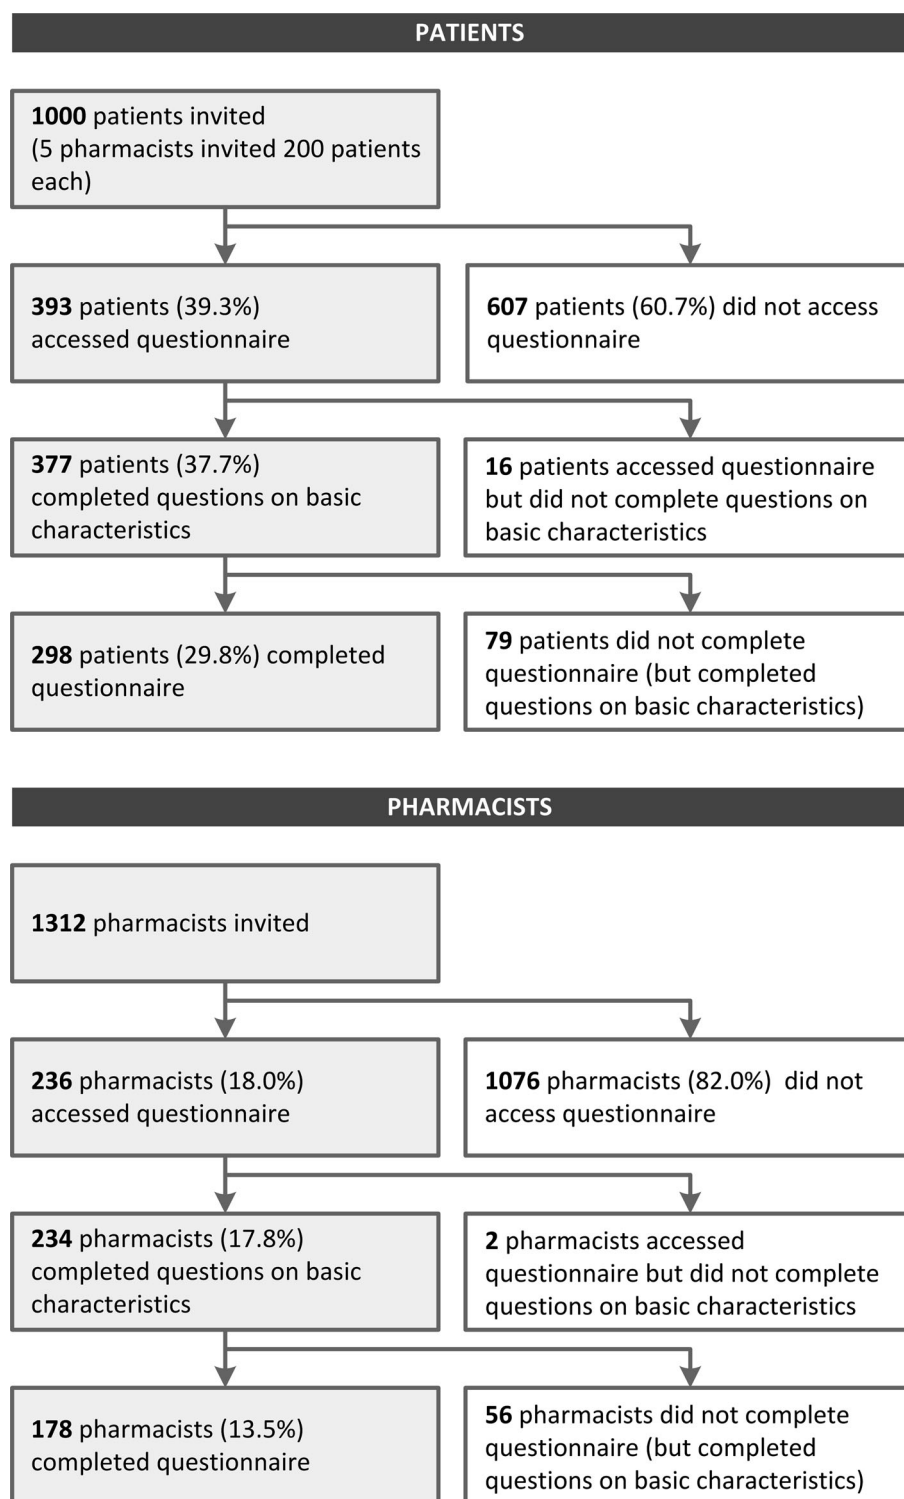 PATIENTS
1000 patients invited
(5 pharmacists invited 200 patients
each)
393 patients (39.3%)
accessed questionnaire
607 patients (60.7%) did not access
questionnaire
377 patients (37.7%)
completed questions on basic
characteristics
16 patients accessed questionnaire
but did not complete questions on
basic characteristics
298 patients (29.8%) completed
questionnaire
79 patients did not complete
questionnaire (but completed
questions on basic characteristics)
PHARMACISTS
1312 pharmacists invited
236 pharmacists (18.0%)
accessed questionnaire
1076 pharmacists (82.0%) did not
access questionnaire
234 pharmacists (17.8%)
completed questions on basic
characteristics
2 pharmacists accessed
questionnaire but did not complete
questions on basic characteristics
178 pharmacists (13.5%)
completed questionnaire
56 pharmacists did not complete
questionnaire (but completed
questions on basic characteristics)